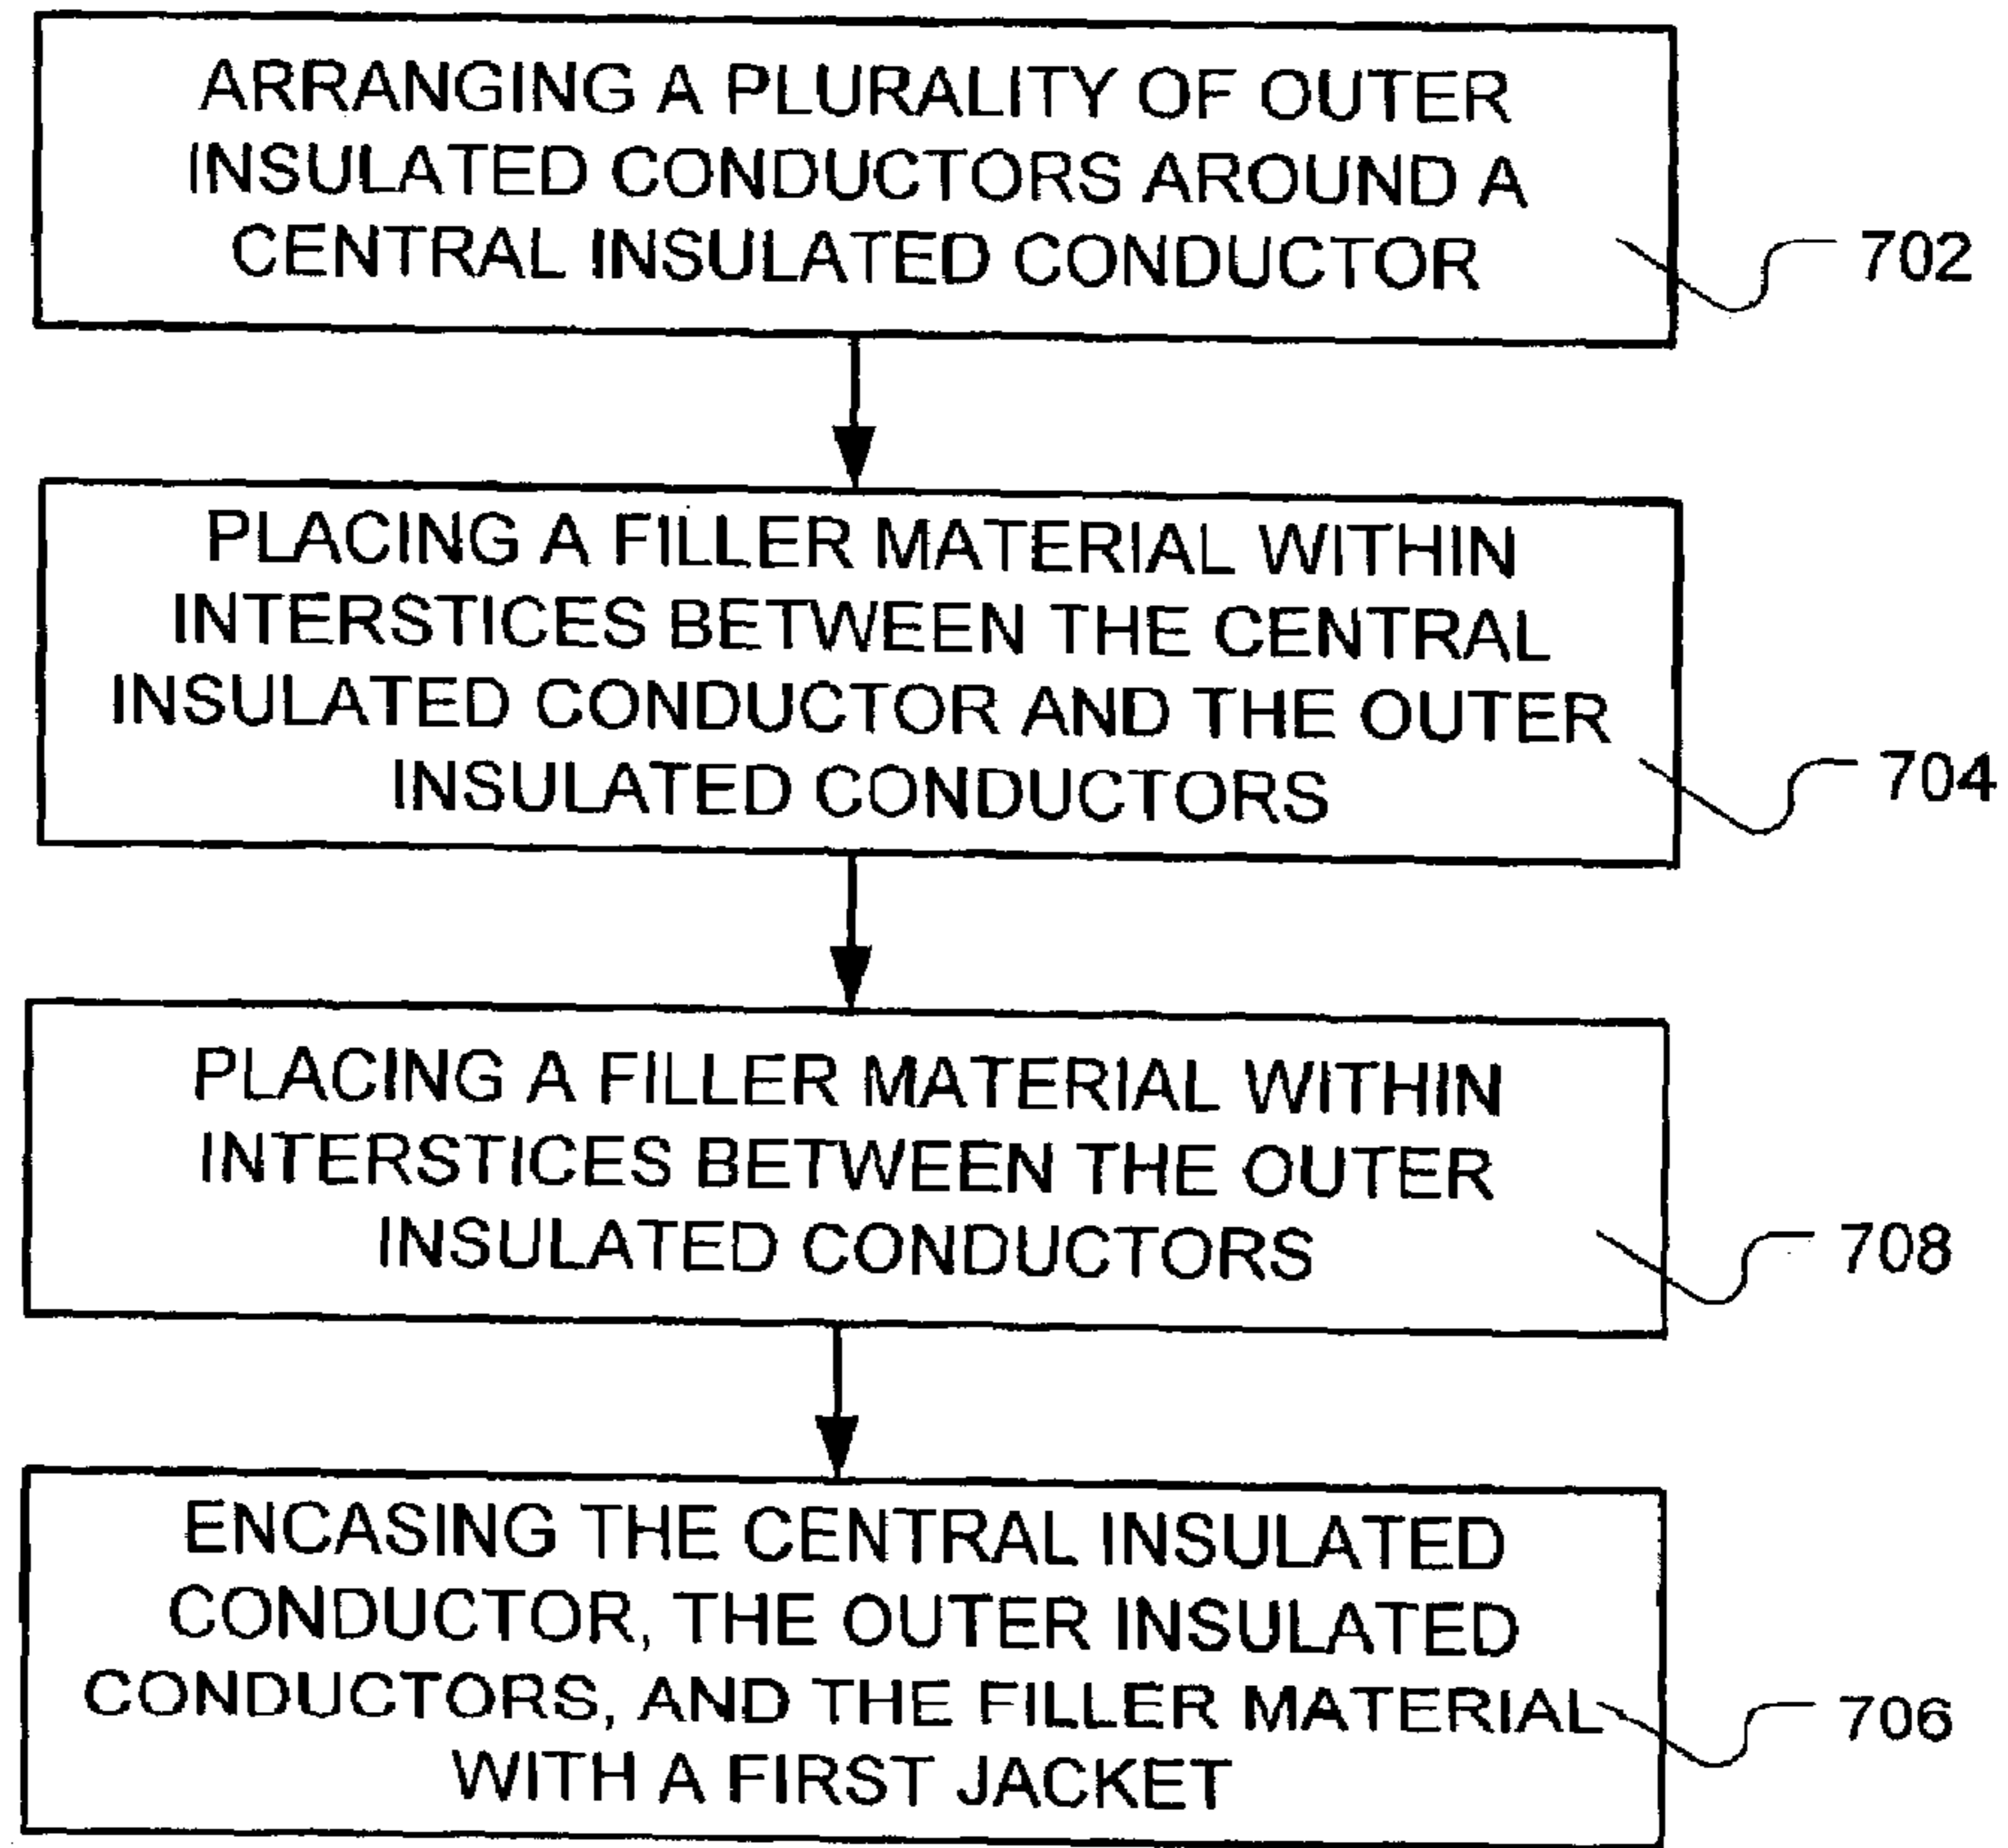 ARRANGING A PLURALITY OF OUTER
INSULATED CONDUCTORS AROUND A
CENTRAL INSULATED CONDUCTOR
702
PLACING A FILLER MATERIAL WITHIN
INTERSTICES BETWEEN THE CENTRAL
INSULATED CONDUCTOR AND THE OUTER
INSULATED CONDUCTORS
704
PLACING A FILLER MATERIAL WITHIN
INTERSTICES BETWEEN THE OUTER
INSULATED CONDUCTORS
708
ENCASING THE CENTRAL INSULATED
CONDUCTOR, THE OUTER INSULATED
CONDUCTORS, AND THE FILLER MATERIAL
WITH A FIRST JACKET
706